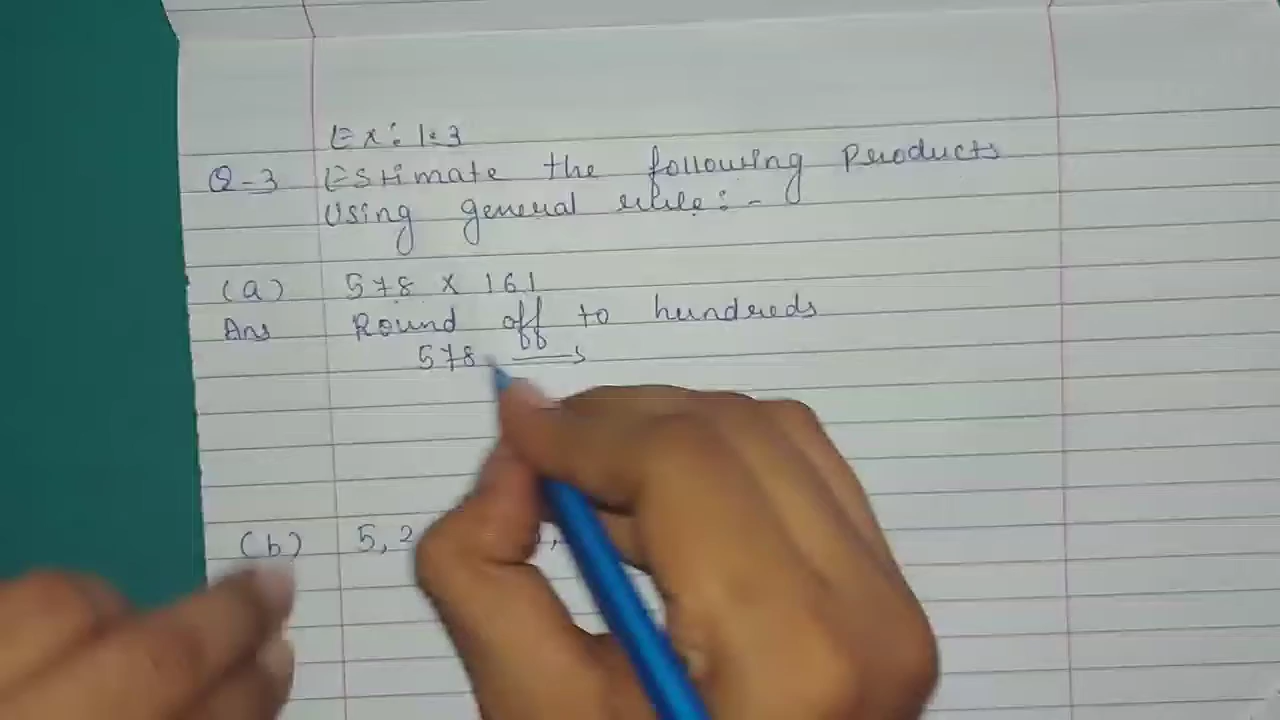 Ex: 1.3
Q-3 Estimate the following products
Using general rule:-
(a) 578 x 161
Ans Round off to hundreds
578 →
(b) 5,2